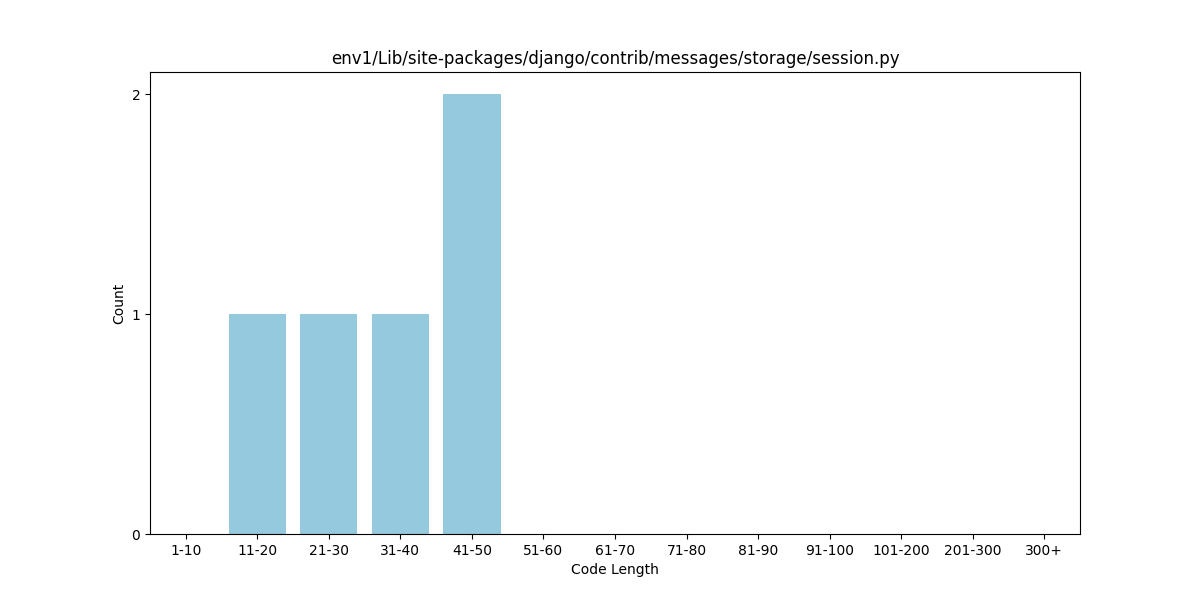 env1/Lib/site-packages/django/contrib/messages/storage/session.py
2
1
0
Count
1-10 11-20 21-30 31-40 41-50 51-60 61-70 71-80 81-90 91-100 101-200 201-300 300+
Code Length